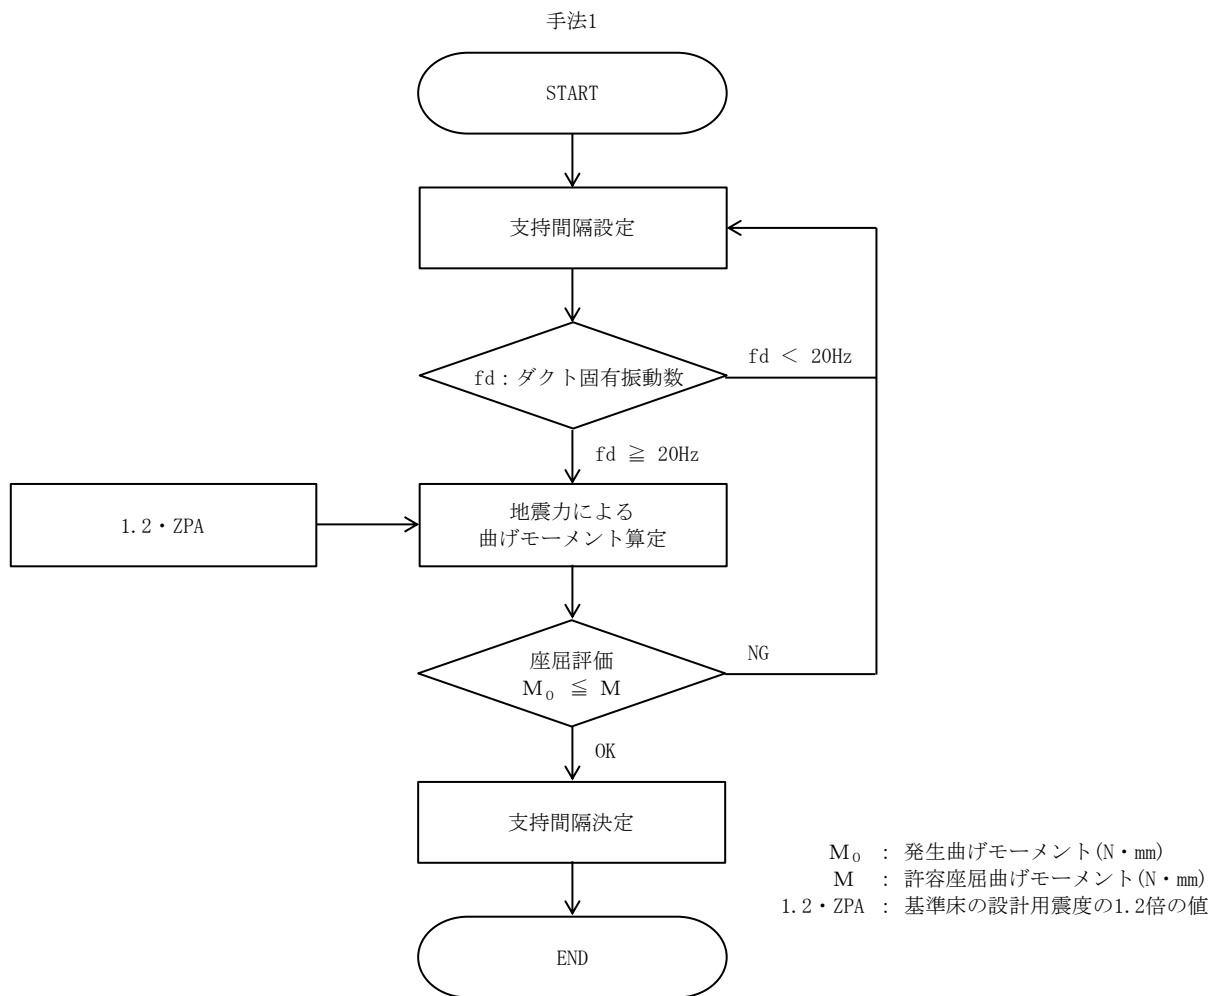 手法1
START
支持間隔設定
fd < 20Hz
fd:ダクト固有振動数
fd ≧ 20Hz
1.2・ZPA
地震力による
曲げモーメント算定
座屈評価
M₀ ≦ M
NG
OK
支持間隔決定
M₀ : 発生曲げモーメント(N・mm)
M : 許容座屈曲げモーメント(N・mm)
1.2・ZPA : 基準床の設計用震度の1.2倍の値
END